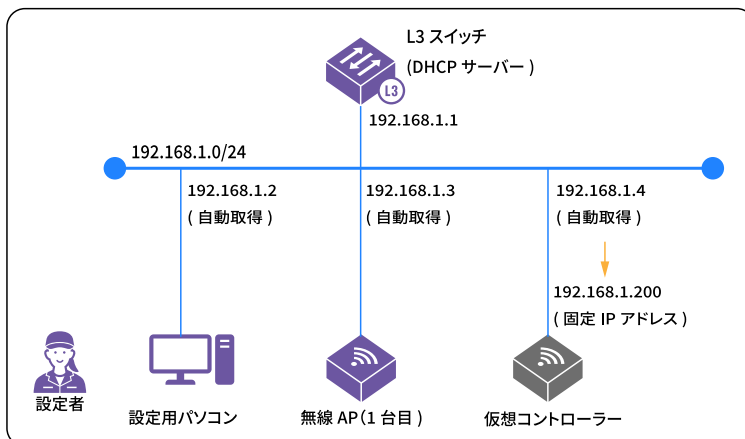 L3 スイッチ
(DHCP サーバー )
L3
192.168.1.1
192.168.1.0/24
192.168.1.2
( 自動取得 )
192.168.1.3
( 自動取得 )
192.168.1.4
( 自動取得 )
192.168.1.200
( 固定 IP アドレス )
設定者
設定用パソコン
無線 AP(1 台目 )
仮想コントローラー